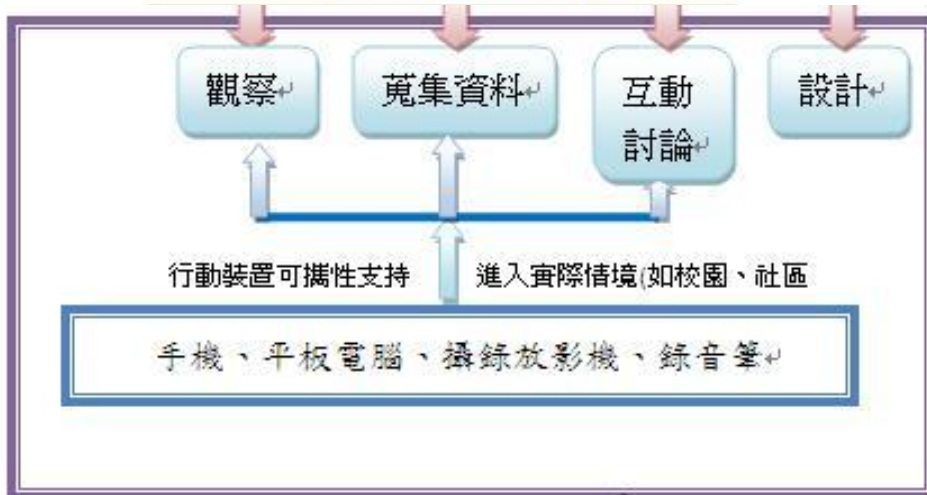 觀察
蒐集資料
互動
設計
討論
行動裝置可攜性支持
進入實際情境(如校園、社區
手機、平板電腦、攝錄放影機、錄音筆